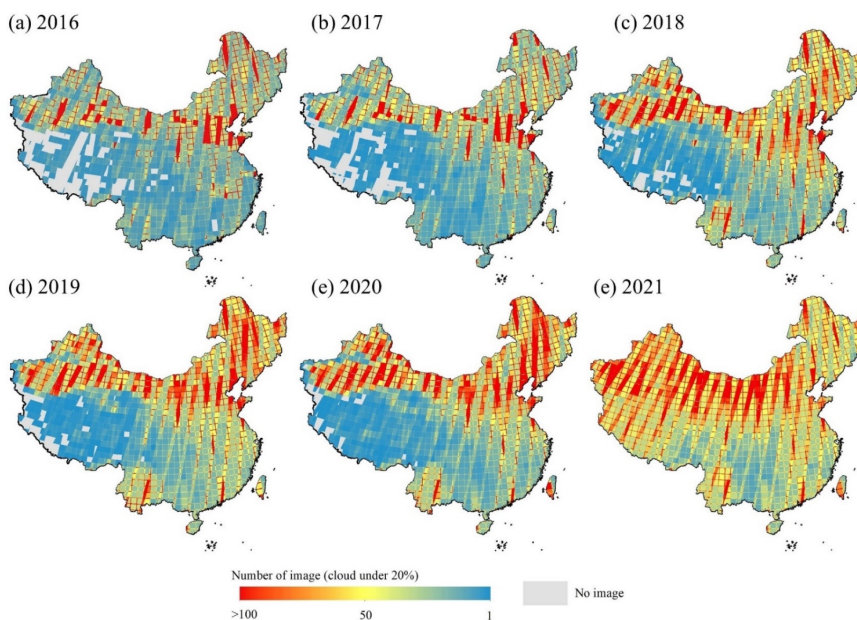 (a) 2016
(b) 2017
(c) 2018
(d) 2019
(e) 2020
(e) 2021
Number of image (cloud under 20%)
>100
50
1
No image